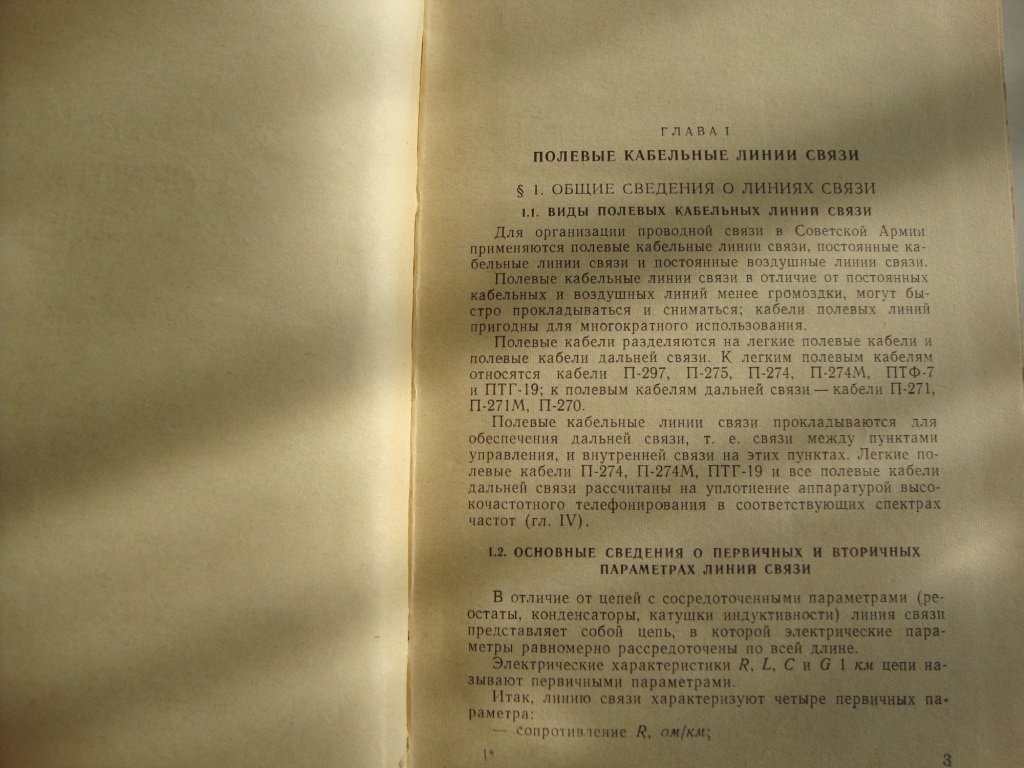 ГЛАВА I
ПОЛЕВЫЕ КАБЕЛЬНЫЕ ЛИНИИ СВЯЗИ
§ 1. ОБЩИЕ СВЕДЕНИЯ О ЛИНИЯХ СВЯЗИ
1.1. ВИДЫ ПОЛЕВЫХ КАБЕЛЬНЫХ ЛИНИЙ СВЯЗИ
Для организации проводной связи в Советской Армии
применяются полевые кабельные линии связи, постоянные ка-
бельные линии связи и постоянные воздушные линии связи.
Полевые кабельные линии связи в отличие от постоянных
кабельных и воздушных линий менее громоздки, могут бы-
стро прокладываться и сниматься; кабели полевых линий
пригодны для многократного использования.
Полевые кабели разделяются на легкие полевые кабели и
полевые кабели дальней связи. К легким полевым кабелям
относятся кабели П-297, П-275, П-274, П-274М, ПТФ-7
и ПТГ-19; к полевым кабелям дальней связи — кабели П-271,
П-271М, П-270.
Полевые кабельные линии связи прокладываются для
обеспечения дальней связи, т. е. связи между пунктами
управления, и внутренней связи на этих пунктах. Легкие по-
левые кабели П-274, П-274М, ПТГ-19 и все полевые кабели
дальней связи рассчитаны на уплотнение аппаратурой высо-
кочастотного телефонирования в соответствующих спектрах
частот (гл. IV).
1.2. ОСНОВНЫЕ СВЕДЕНИЯ О ПЕРВИЧНЫХ И ВТОРИЧНЫХ
ПАРАМЕТРАХ ЛИНИЙ СВЯЗИ
В отличие от цепей с сосредоточенными параметрами (ре-
остаты, конденсаторы, катушки индуктивности) линия связи
представляет собой цепь, в которой электрические пара-
метры равномерно рассредоточены по всей длине.
Электрические характеристики R, L, C и G 1 км цепи на-
зывают первичными параметрами.
Итак, линию связи характеризуют четыре первичных па-
раметра:
— сопротивление R, ом/км;
1*
3